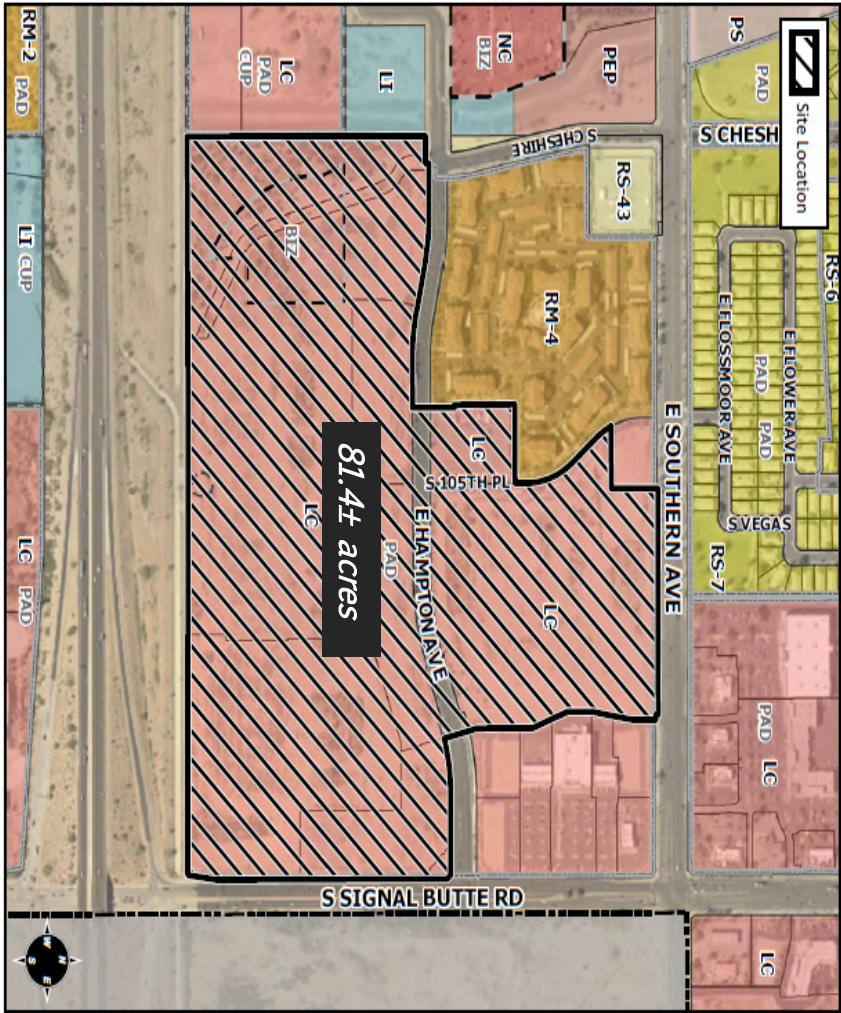 Site Location
RS-6
E FLOWER AVE
PS
PAD
PAD
PAD
S VEGAS
E FLOSSMOOR AVE
RS-7
PAD
LC
LC
S CHESH
E SOUTHERN AVE
PEP
RS-43
NC
BIZ
S CHESHIRE
RM-4
LC
LI
LC
S 105TH PL
E HAMPTON AVE
PAD
LC
PAD
CUP
BIZ
81.4± acres
LC
S SIGNAL BUTTE RD
RM-2
PAD
LI CUP
LC PAD
N
W E
S